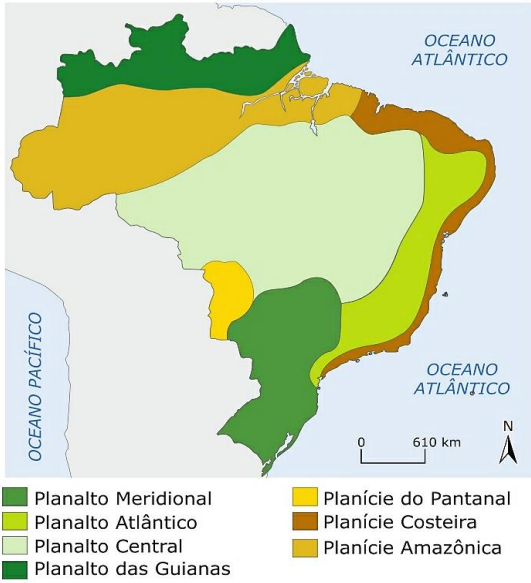 OCEANO
ATLÂNTICO
OCEANO PACÍFICO
OCEANO
ATLÂNTICO
N
0 610 km
Planalto Meridional
Planalto Atlântico
Planalto Central
Planalto das Guianas
Planície do Pantanal
Planície Costeira
Planície Amazônica